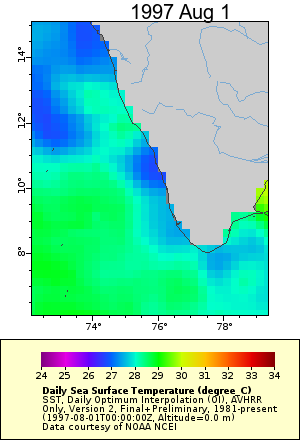 1997 Aug 1
14°
12°
10°
8°
74° 76° 78°
24 25 26 27 28 29 30 31 32 33 34
Daily Sea Surface Temperature (degree_C)
SST, Daily Optimum Interpolation (OI), AVHRR
Only, Version 2, Final+Preliminary, 1981-present
(1997-08-01T00:00:00Z, Altitude=0.0 m)
Data courtesy of NOAA NCEI